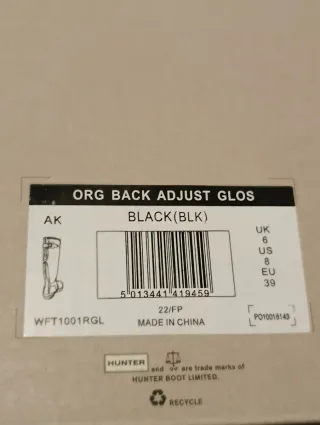 ORG BACK ADJUST GLOS
AK
BLACK(BLK)
UK
6
US
8
EU
39
5 013441 419459
22/FP
WFT1001RGL
MADE IN CHINA
PO10016143
HUNTER and are trade marks of
HUNTER BOOT LIMITED.
RECYCLE